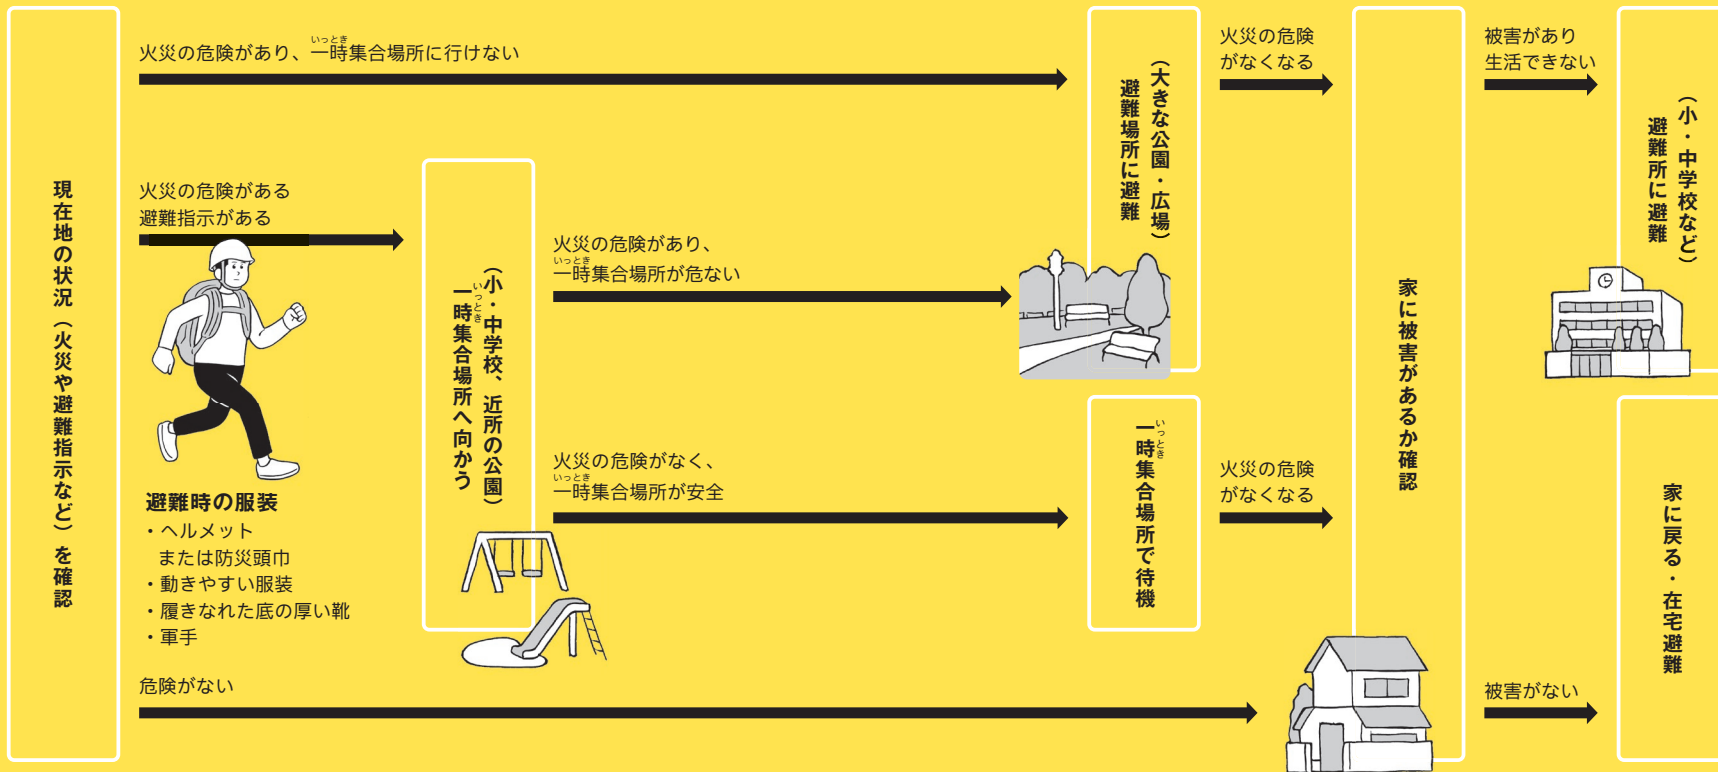 現在地の状況（火災や避難指示など）を確認
火災の危険があり、一時集合場所に行けない
いっとき
火災の危険がある
避難指示がある
避難時の服装
・ヘルメット
または防災頭巾
・動きやすい服装
・履きなれた底の厚い靴
・軍手
危険がない
（小・中学校、近所の公園）
一時集合場所へ向かう
いっとき
いっとき
火災の危険があり、
一時集合場所が危ない
いっとき
火災の危険がなく、
一時集合場所が安全
いっとき
（大きな公園・広場）
避難場所に避難
一時集合場所で待機
いっとき
火災の危険
がなくなる
火災の危険
がなくなる
家に被害があるか確認
被害があり
生活できない
被害がない
（小・中学校など）
避難所に避難
家に戻る・在宅避難